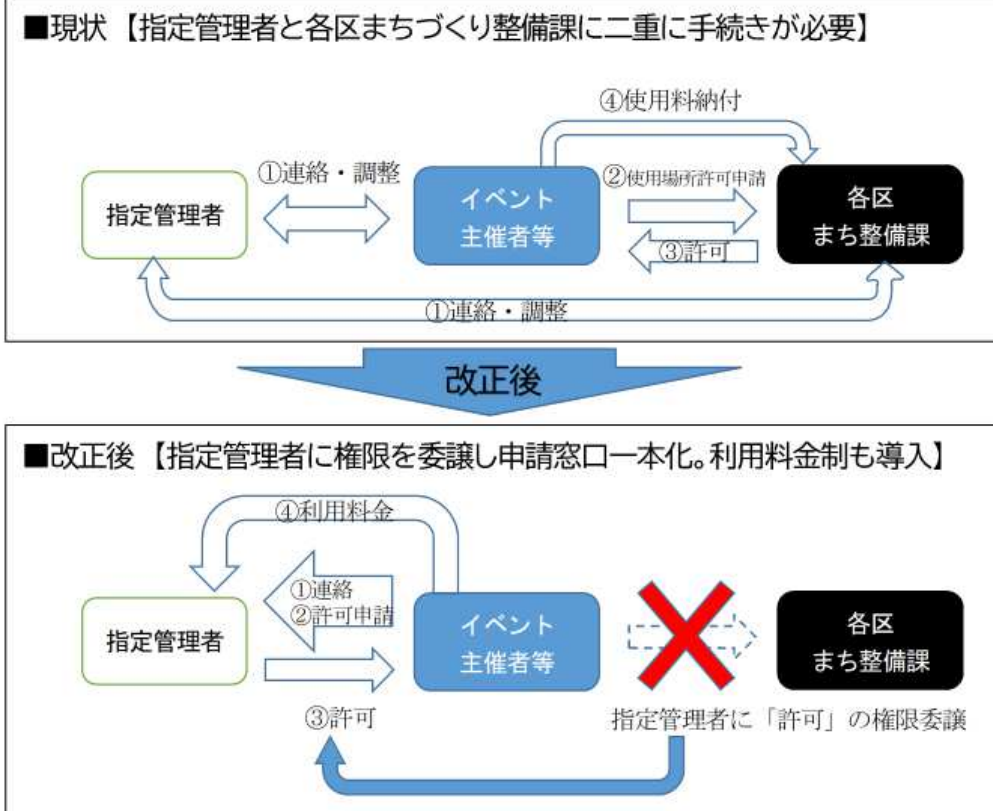 ■現状【指定管理者と各区まちづくり整備課に二重に手続きが必要】
④使用料納付
①連絡・調整
②使用場所許可申請
指定管理者
イベント
主催者等
各区
まち整備課
③許可
①連絡・調整
改正後
■改正後【指定管理者に権限を委譲し申請窓口一本化。利用料金制も導入】
④利用料金
①連絡
②許可申請
指定管理者
イベント
主催者等
各区
まち整備課
③許可
指定管理者に「許可」の権限委譲